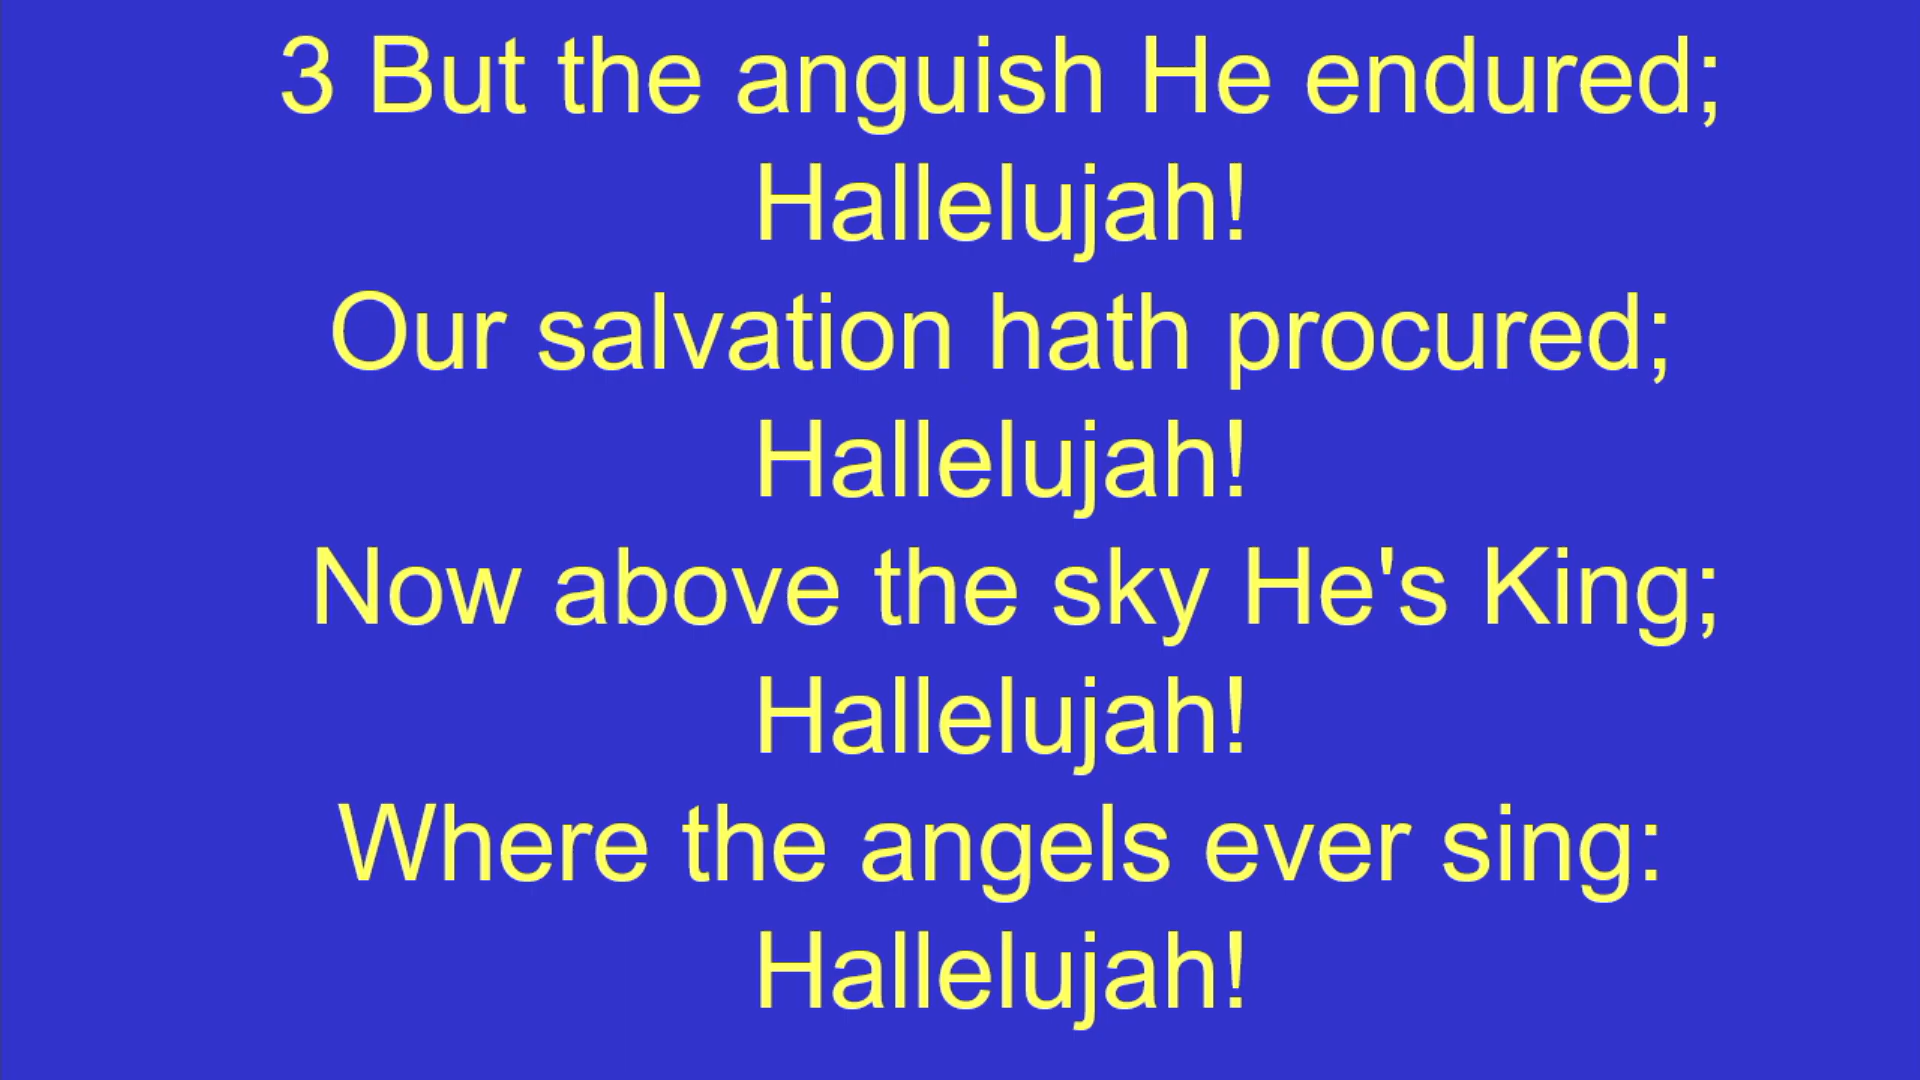 3 But the anguish He endured;
Hallelujah!
Our salvation hath procured;
Hallelujah!
Now above the sky He's King;
Hallelujah!
Where the angels ever sing:
Hallelujah!